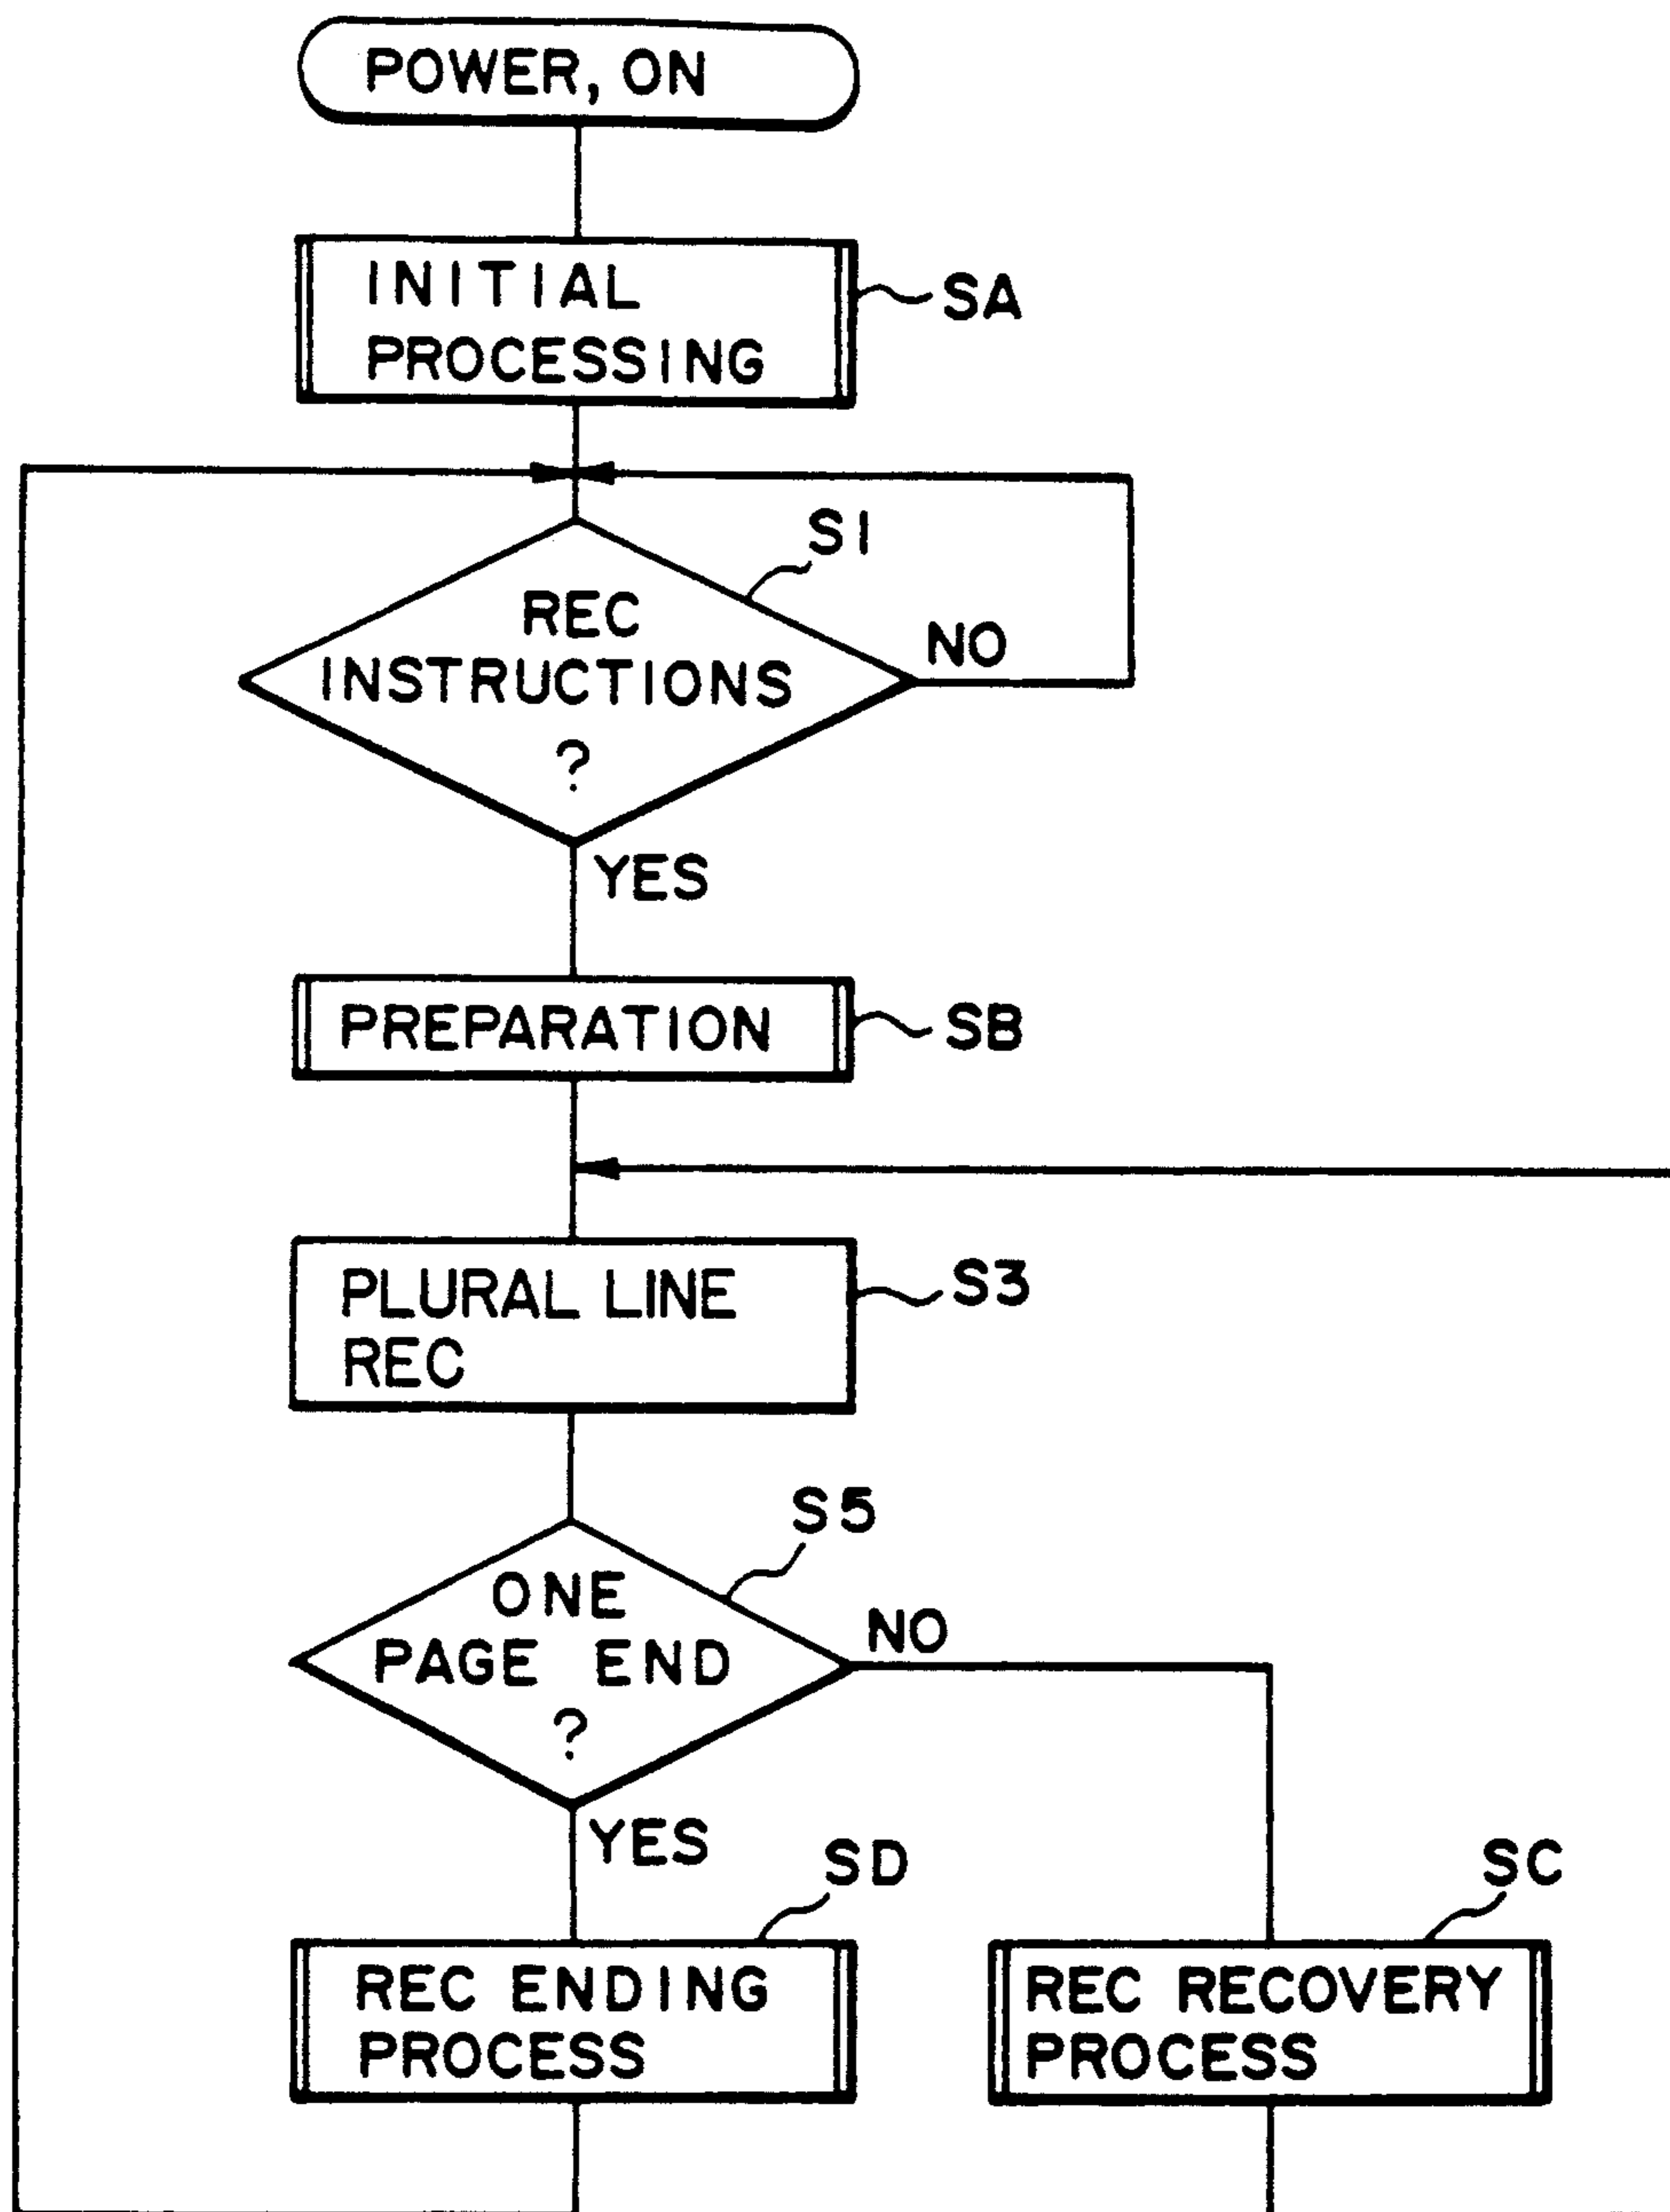 POWER, ON
INITIAL
PROCESSING
SA
S1
REC
INSTRUCTIONS
?
NO
YES
PREPARATION
SB
PLURAL LINE
REC
S3
S5
ONE
PAGE END
?
NO
YES
SD
SC
REC ENDING
PROCESS
REC RECOVERY
PROCESS